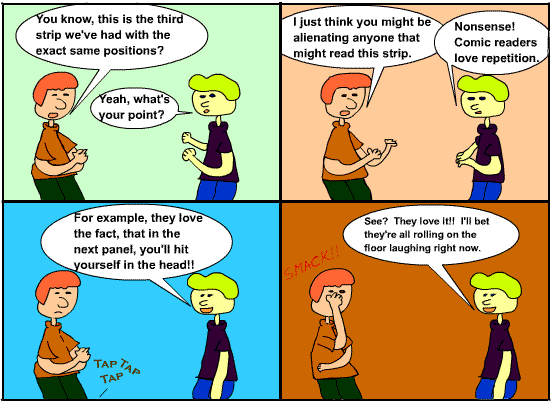 You know, this is the third
strip we've had with the
exact same positions?
Yeah, what's
your point?
I just think you might be
alienating anyone that
might read this strip.
Nonsense!
Comic readers
love repetition.
For example, they love
the fact, that in the
next panel, you'll hit
yourself in the head!!
TAP TAP
TAP
See? They love it!! I'll bet
they're all rolling on the
floor laughing right now.
SMACK!!